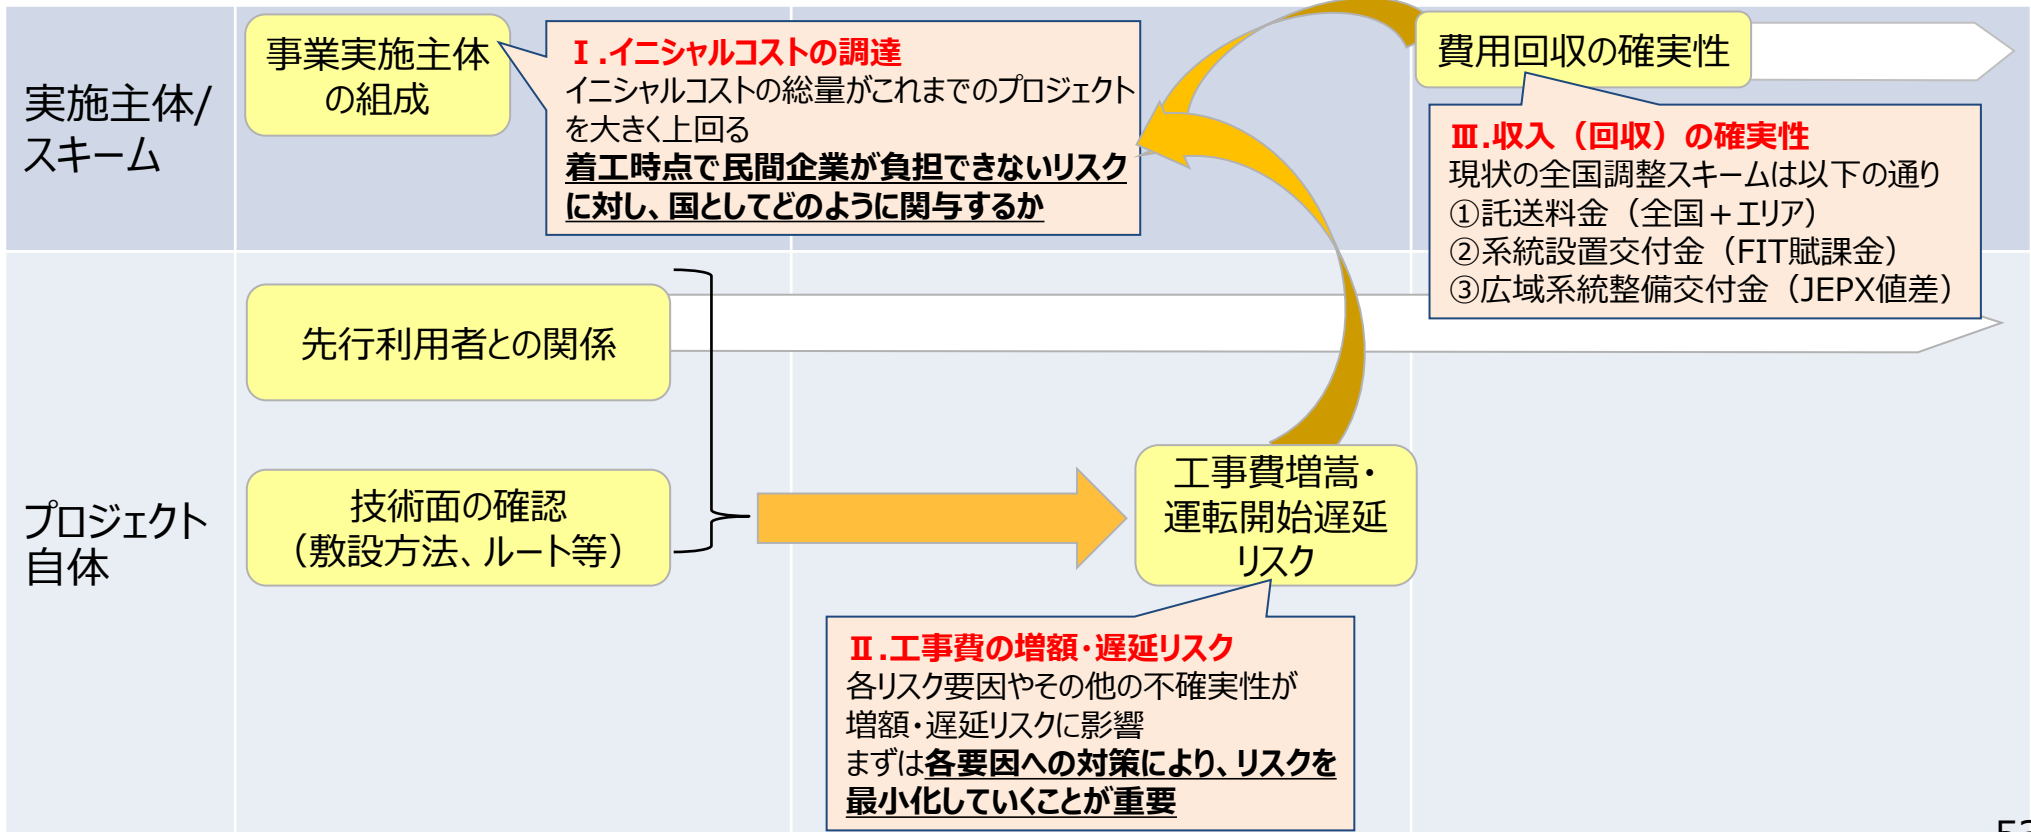 実施主体/
スキーム
事業実施主体
の組成
Ⅰ.イニシャルコストの調達
イニシャルコストの総量がこれまでのプロジェクト
を大きく上回る
着工時点で民間企業が負担できないリスク
に対し、国としてどのように関与するか
費用回収の確実性
Ⅲ.収入（回収）の確実性
現状の全国調整スキームは以下の通り
①託送料金（全国＋エリア）
②系統設置交付金（FIT賦課金）
③広域系統整備交付金（JEPX値差）
プロジェクト
自体
先行利用者との関係
技術面の確認
（敷設方法、ルート等）
工事費増嵩・
運転開始遅延
リスク
Ⅱ.工事費の増額・遅延リスク
各リスク要因やその他の不確実性が
増額・遅延リスクに影響
まずは各要因への対策により、リスクを
最小化していくことが重要